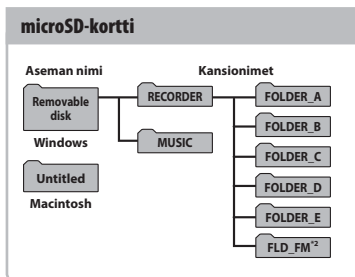 microSD-kortti
Aseman nimi
Kansionimet
Removable disk
RECORDER
FOLDER_A
FOLDER_B
Windows
MUSIC
FOLDER_C
Untitled
FOLDER_D
Macintosh
FOLDER_E
FLD_FM*2